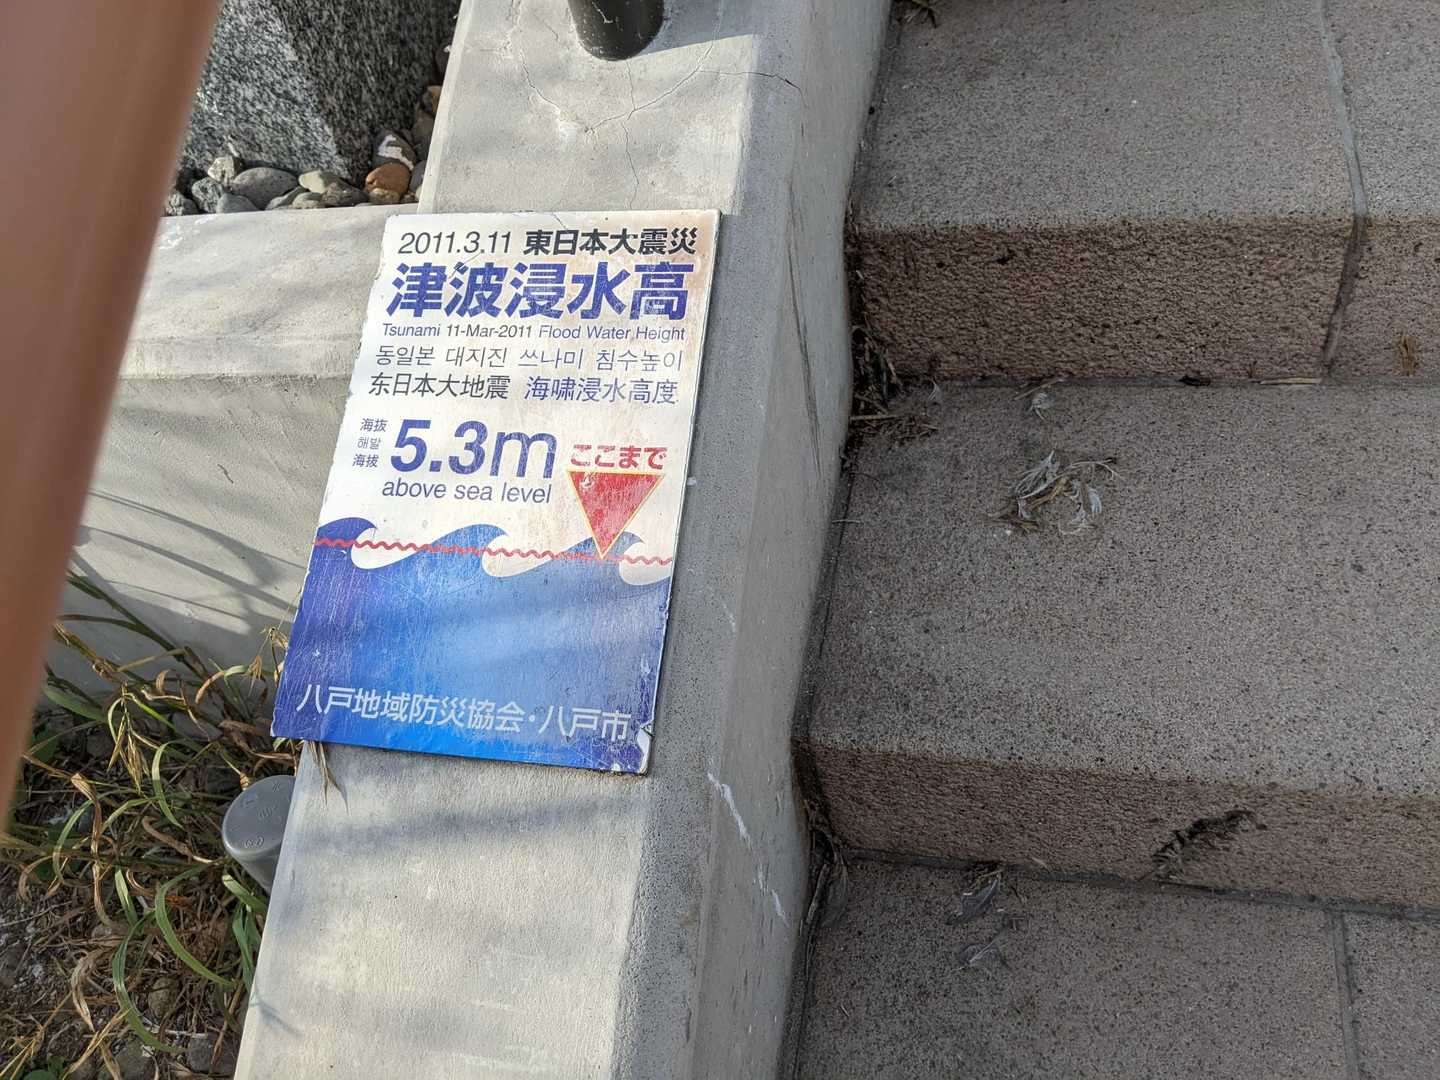 2011.3.11 東日本大震災
津波浸水高
Tsunami 11-Mar-2011 Flood Water Height
동일본 대지진 쓰나미 침수높이
东日本大地震 海啸浸水高度
海抜
해발
海拔
5.3m
above sea level
ここまで
八戸地域防災協会・八戸市